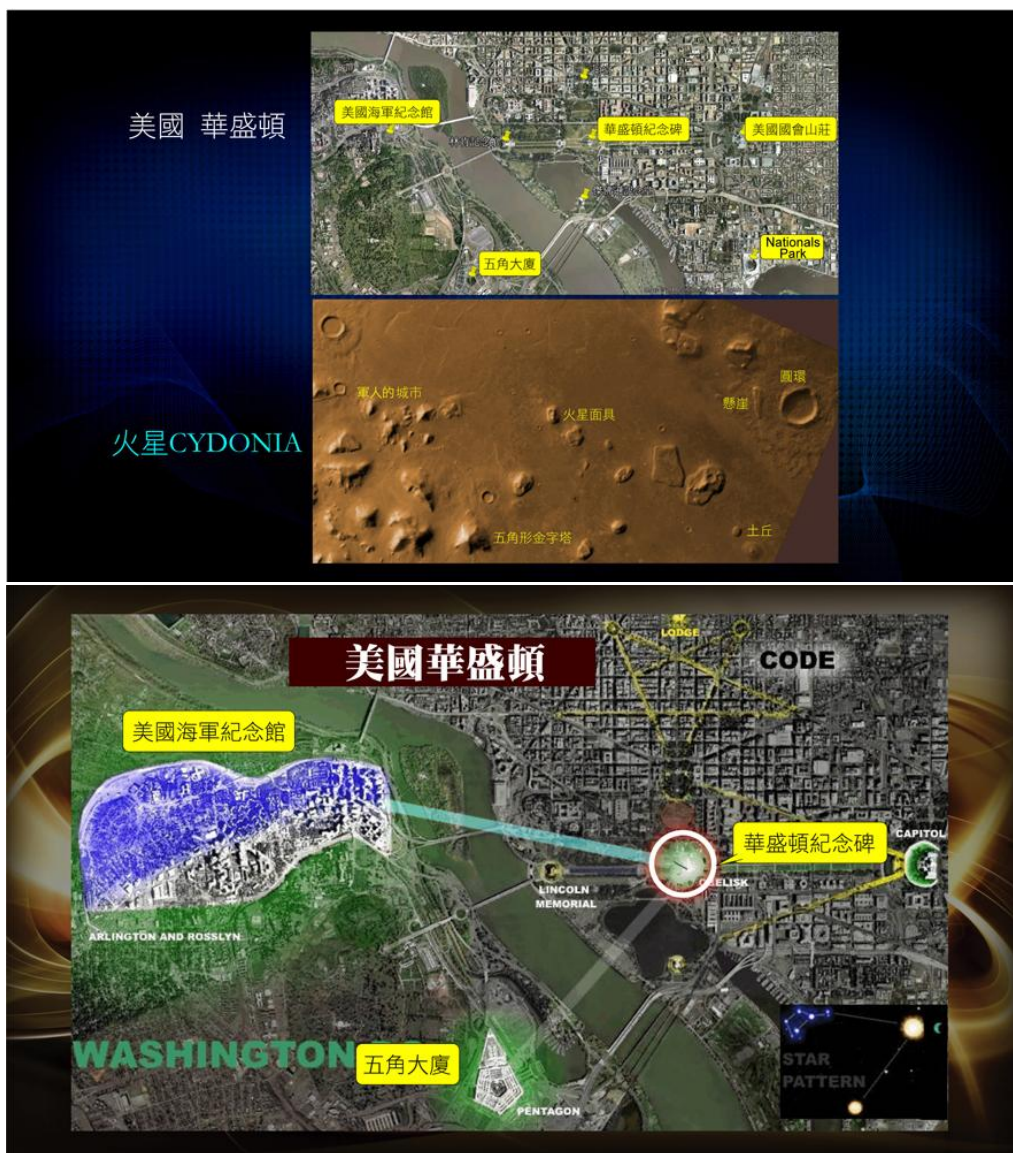 美國 華盛頓
美國海軍紀念館
華盛頓紀念碑
美國國會山莊
Nationals
Park
五角大廈
火星CYDONIA
圓環
軍人的城市
懸崖
火星面具
五角形金字塔
土丘
美國華盛頓
LODGE
CODE
美國海軍紀念館
華盛頓紀念碑
CAPITOL
OBELISK
LINCOLN
MEMORIAL
ARLINGTON AND ROSSLYN
WASHINGTON
五角大廈
PENTAGON
STAR
PATTERN